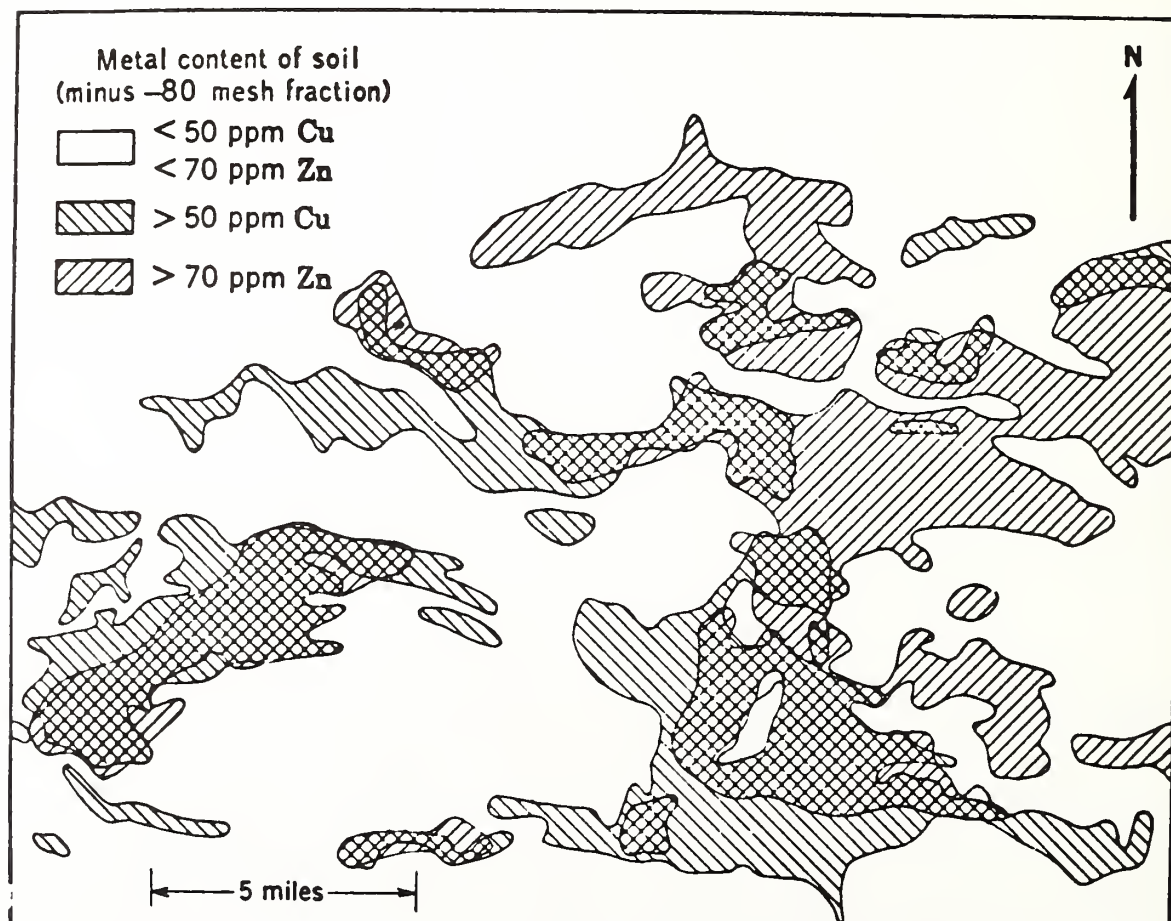 Metal content of soil
(minus –80 mesh fraction)
< 50 ppm Cu
< 70 ppm Zn
> 50 ppm Cu
> 70 ppm Zn
N
5 miles